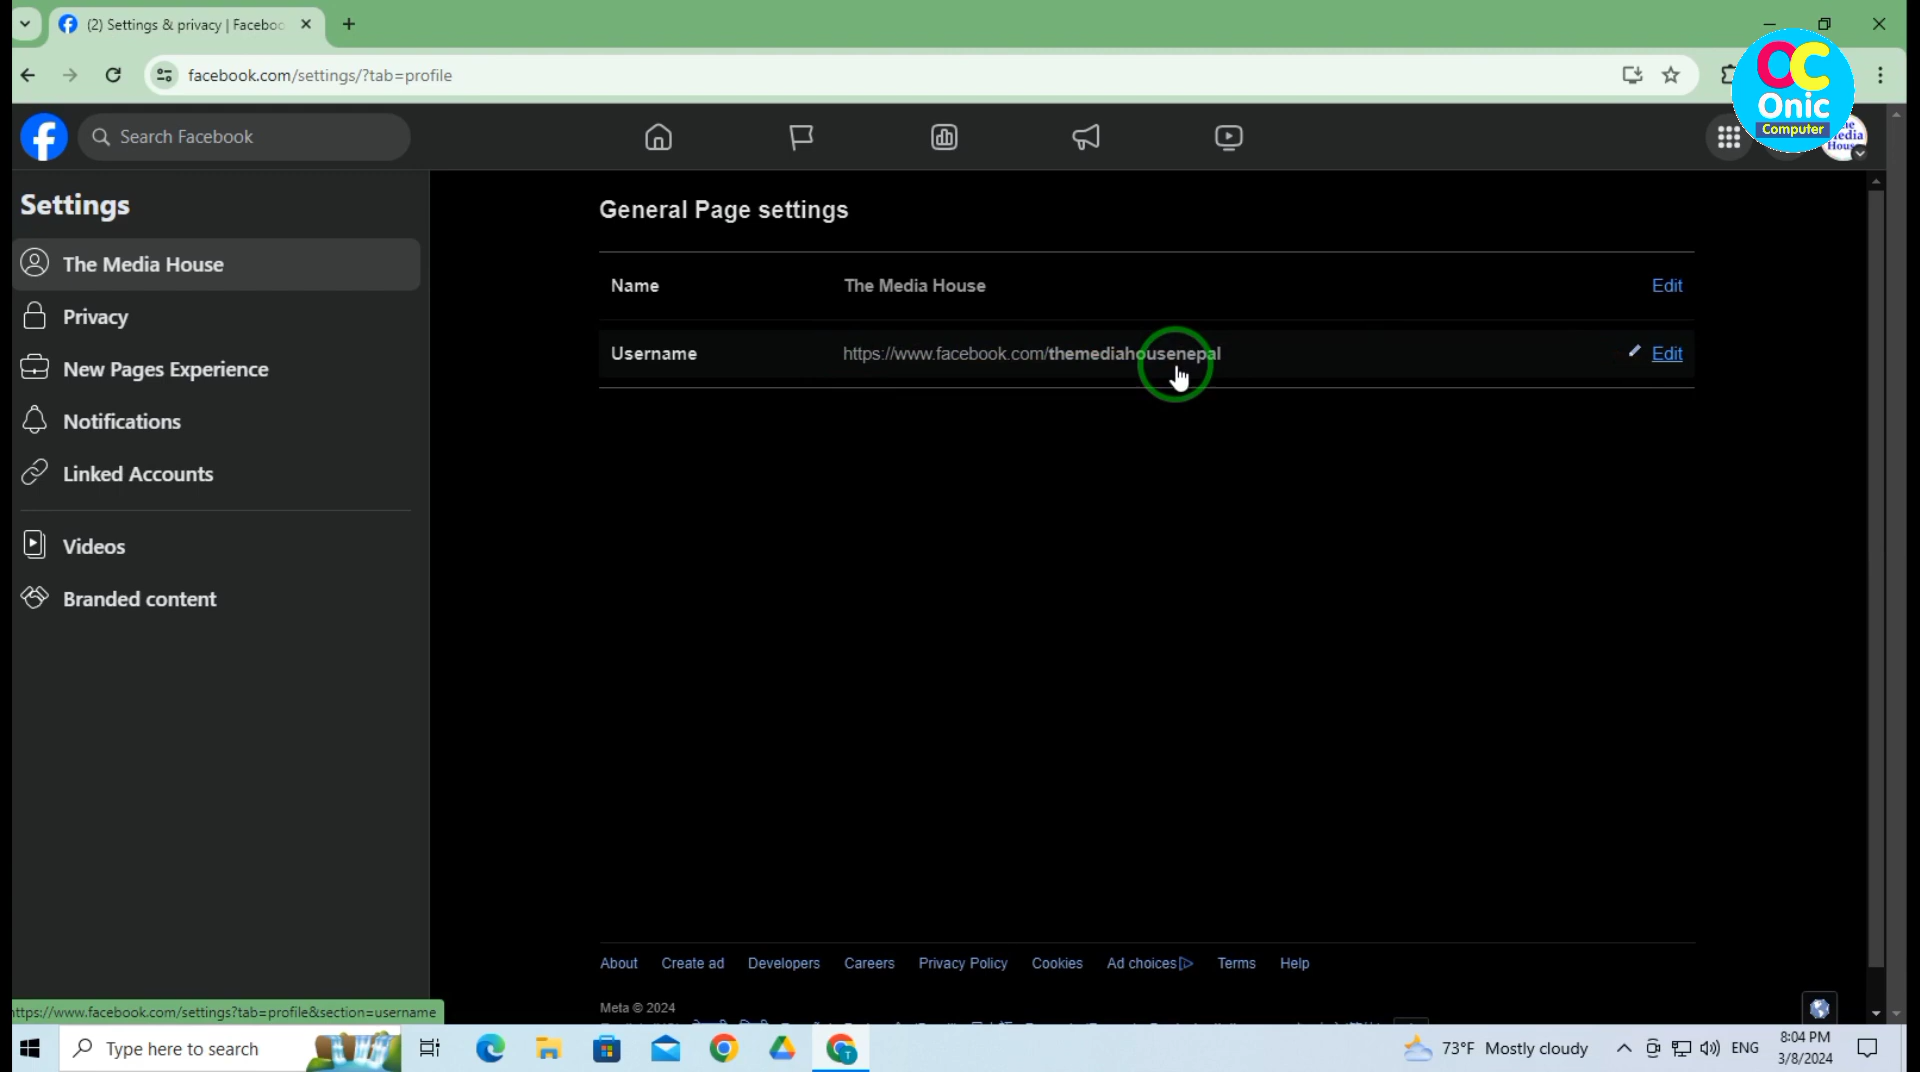 (2) Settings & privacy | Faceboo
facebook.com/settings/?tab=profile
OC
Onic
Computer
Search Facebook
Media
Hous
Settings
The Media House
Privacy
New Pages Experience
Notifications
Linked Accounts
Videos
Branded content
General Page settings
Name The Media House Edit
Username https://www.facebook.com/themediahousenepal Edit
About Create ad Developers Careers Privacy Policy Cookies Ad choices Terms Help
Meta © 2024
ttps://www.facebook.com/settings?tab=profile&section=username
Type here to search
T
73°F Mostly cloudy
ENG
8:04 PM
3/8/2024